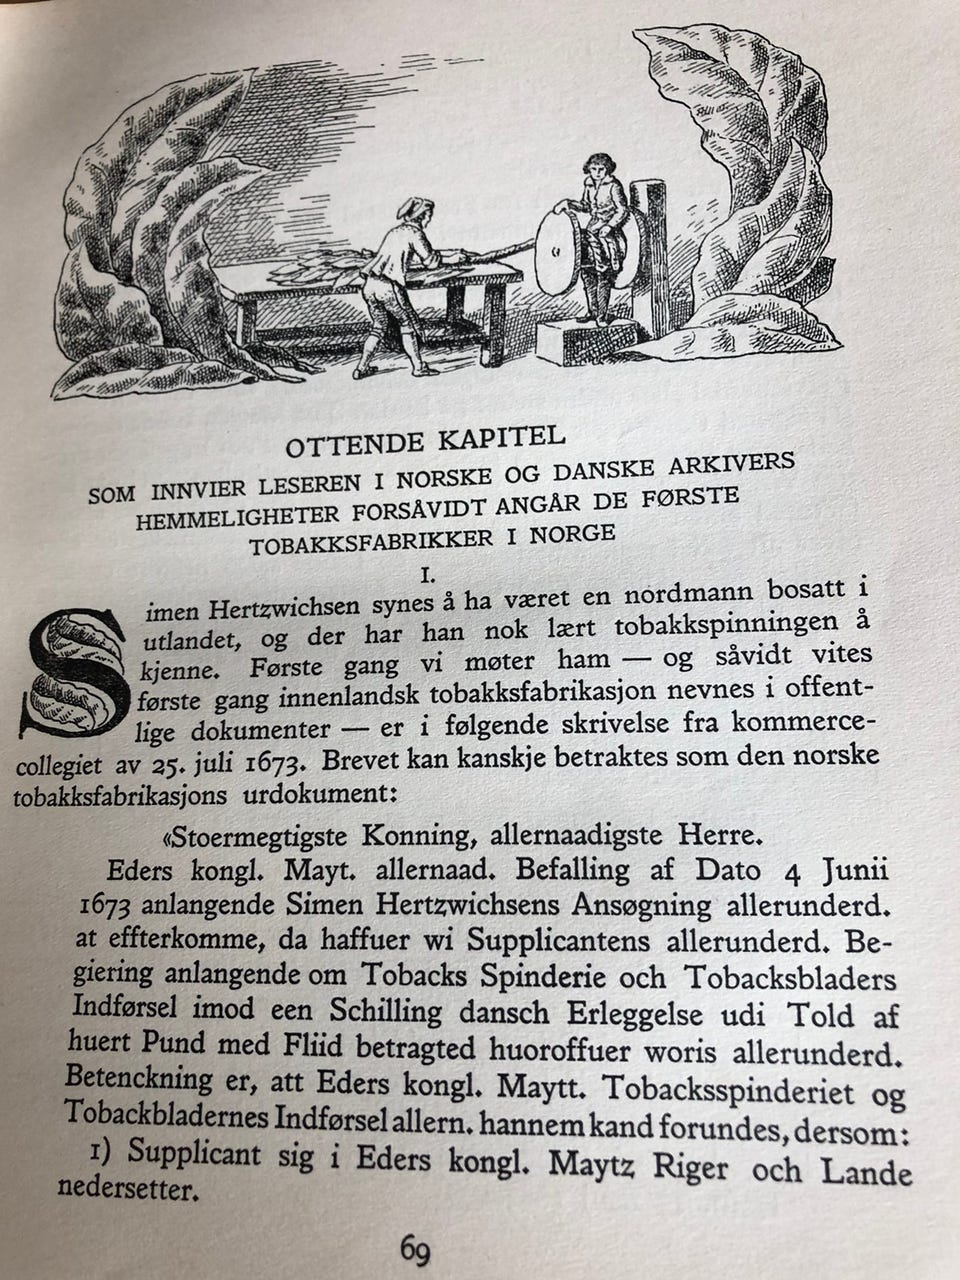 OTTENDE KAPITEL
SOM INNVIER LESEREN I NORSKE OG DANSKE ARKIVERS
HEMMELIGHETER FORSÅVIDT ANGÅR DE FØRSTE
TOBAKKSFABRIKKER I NORGE
I.
Simen Hertzwichsen synes å ha været en nordmann bosatt i
utlandet, og der har han nok lært tobakkspinningen å
kjenne. Første gang vi møter ham — og såvidt vites
første gang innenlandsk tobakksfabrikasjon nevnes i offent-
lige dokumenter — er i følgende skrivelse fra kommerce-
collegiet av 25. juli 1673. Brevet kan kanskje betraktes som den norske
tobakksfabrikasjons urdokument:
«Stoermegtigste Konning, allernaadigste Herre.
Eders kongl. Mayt. allernaad. Befalling af Dato 4 Junii
1673 anlangende Simen Hertzwichsens Ansøgning allerunderd.
at effterkomme, da haffuer wi Supplicantens allerunderd. Be-
giering anlangende om Tobacks Spinderie och Tobacksbladers
Indførsel imod een Schilling dansch Erleggelse udi Told af
huert Pund med Fliid betragted huoroffuer woris allerunderd.
Betenckning er, att Eders kongl. Maytt. Tobacksspinderiet og
Tobackbladernes Indførsel allern. hannem kand forundes, dersom:
1) Supplicant sig i Eders kongl. Maytz Riger och Lande
nedersetter.
69